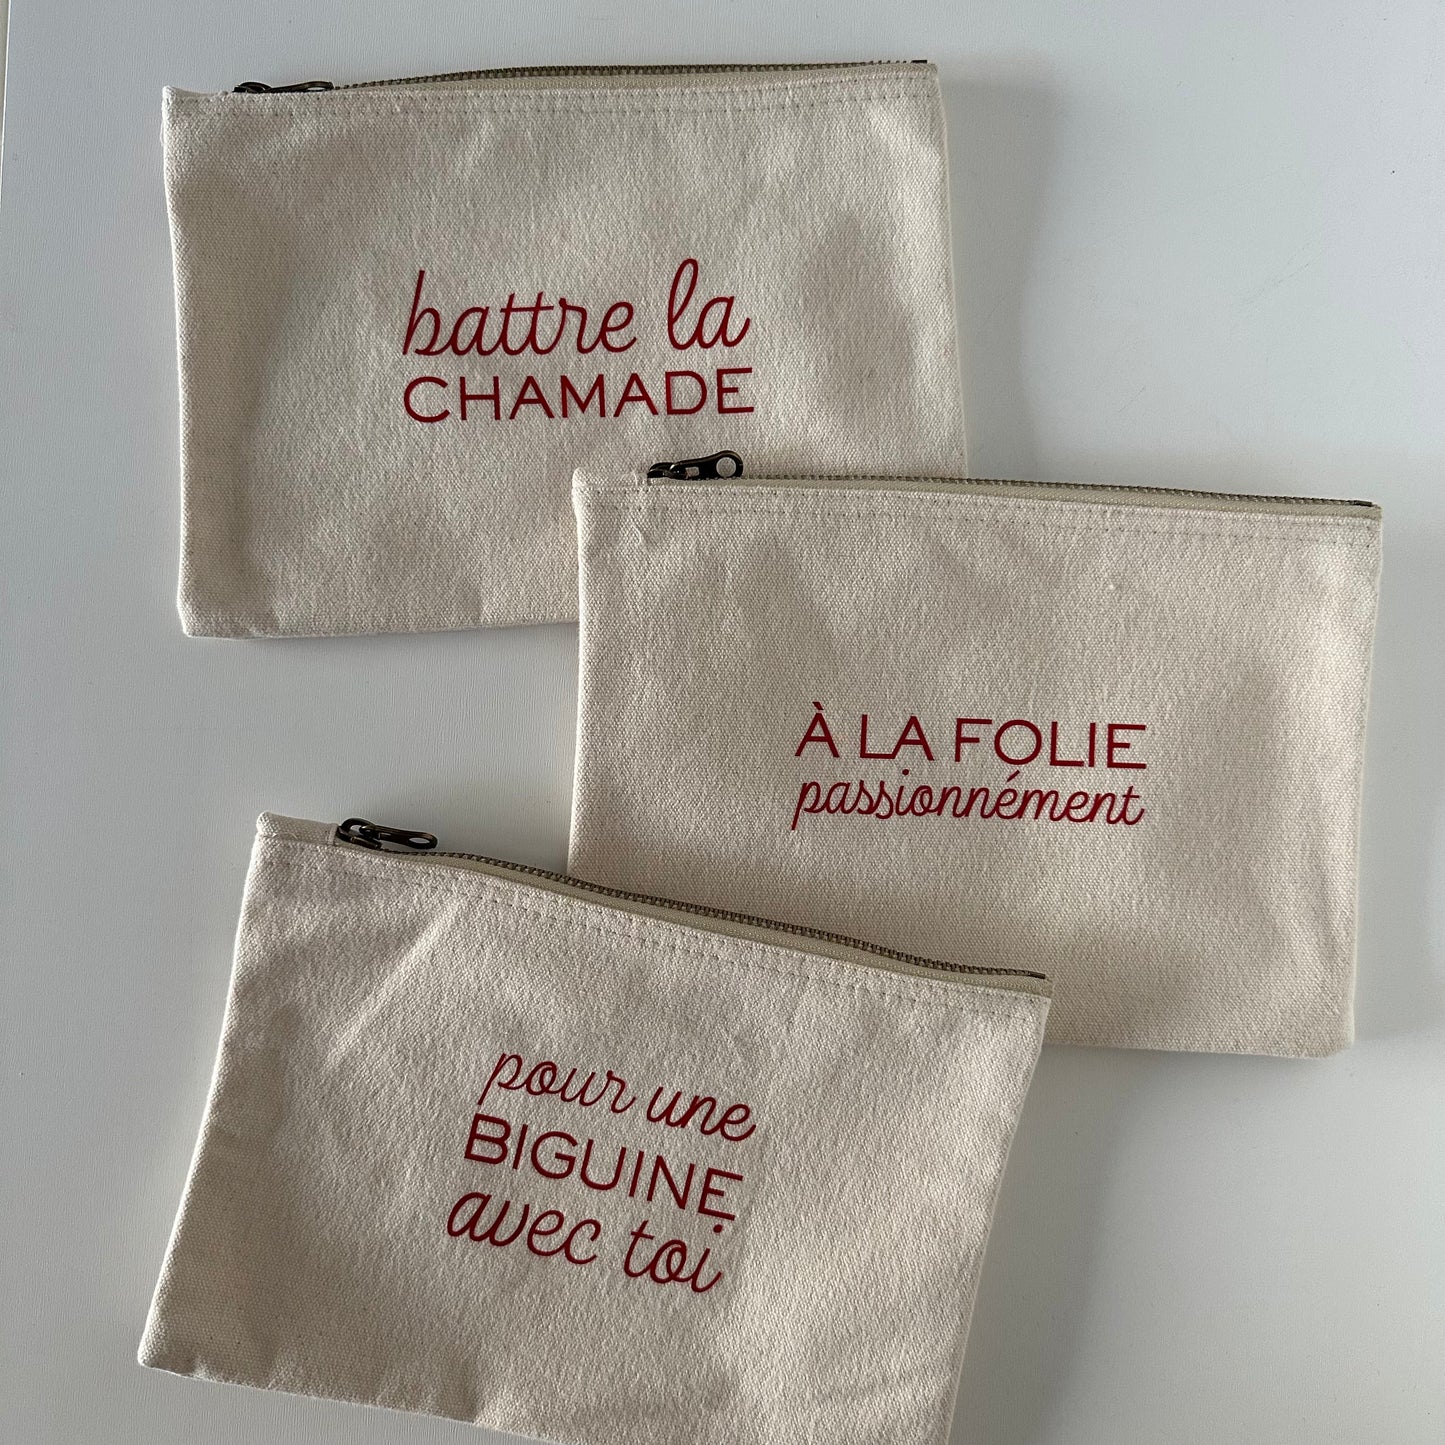 battre la
CHAMADE
À LA FOLIE
passionnément
pour une
BIGUINE
avec toi